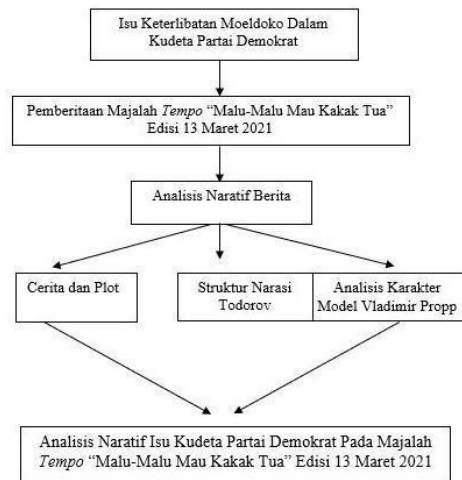 Isu Keterlibatan Moeldoko Dalam
Kudeta Partai Demokrat
Pemberitaan Majalah Tempo “Malu-Malu Mau Kakak Tua”
Edisi 13 Maret 2021
Analisis Naratif Berita
Cerita dan Plot
Struktur Narasi
Todorov
Analisis Karakter
Model Vladimir Propp
Analisis Naratif Isu Kudeta Partai Demokrat Pada Majalah
Tempo “Malu-Malu Mau Kakak Tua” Edisi 13 Maret 2021